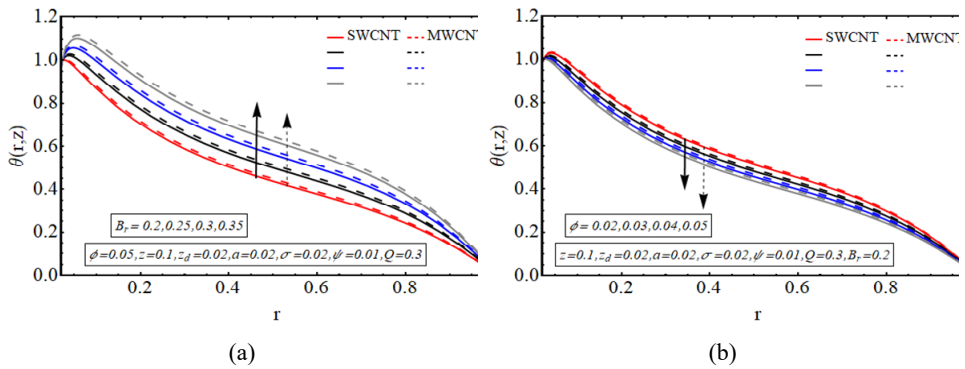 (a)
1.2
SWCNT MWCNT
1.0
0.8
0.6
0.4
0.2
0.0
θ(r,z)
B_r = 0.2,0.25,0.3,0.35
ϕ=0.05,z=0.1,z_d=0.02,α=0.02,σ=0.02,ψ=0.01,Q=0.3
0.2 0.4 0.6 0.8
r
(a)
(b)
1.2
SWCNT MWCNT
1.0
0.8
0.6
0.4
1.2
0.0
θ(r,z)
ϕ=0.02,0.03,0.04,0.05
z=0.1,z_d=0.02,α=0.02,σ=0.02,ψ=0.01,Q=0.3,B_r=0.2
0.2 0.4 0.6 0.8
r
(b)